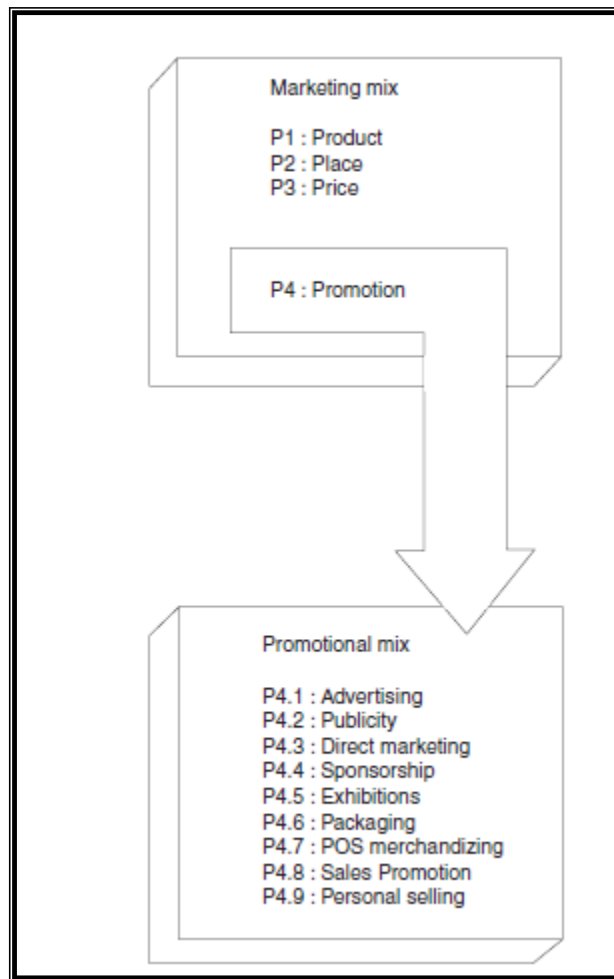 Marketing mix
P1 : Product
P2 : Place
P3 : Price
P4 : Promotion
Promotional mix
P4.1 : Advertising
P4.2 : Publicity
P4.3 : Direct marketing
P4.4 : Sponsorship
P4.5 : Exhibitions
P4.6 : Packaging
P4.7 : POS merchandizing
P4.8 : Sales Promotion
P4.9 : Personal selling